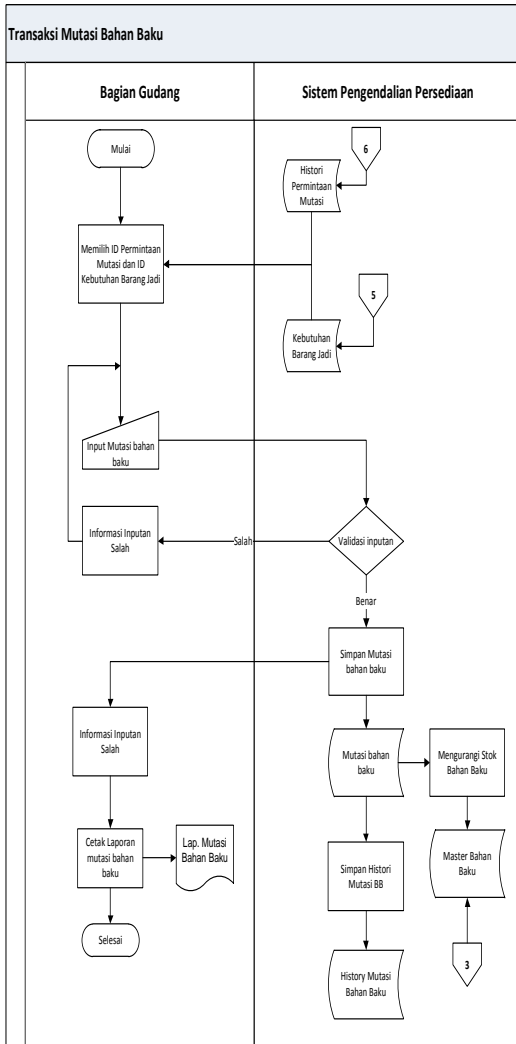 Transaksi Mutasi Bahan Baku
Bagian Gudang
Sistem Pengendalian Persediaan
Mulai
6
Histori
Permintaan
Mutasi
Memilih ID Permintaan
Mutasi dan ID
Kebutuhan Barang Jadi
5
Kebutuhan
Barang Jadi
Input Mutasi bahan
baku
Informasi Inputan
Salah
Salah
Validasi inputan
Benar
Simpan Mutasi
bahan baku
Informasi Inputan
Salah
Mutasi bahan
baku
Mengurangi Stok
Bahan Baku
Cetak Laporan
mutasi bahan
baku
Lap. Mutasi
Bahan Baku
Simpan Histori
Mutasi BB
Master Bahan
Baku
Selesai
History Mutasi
Bahan Baku
3